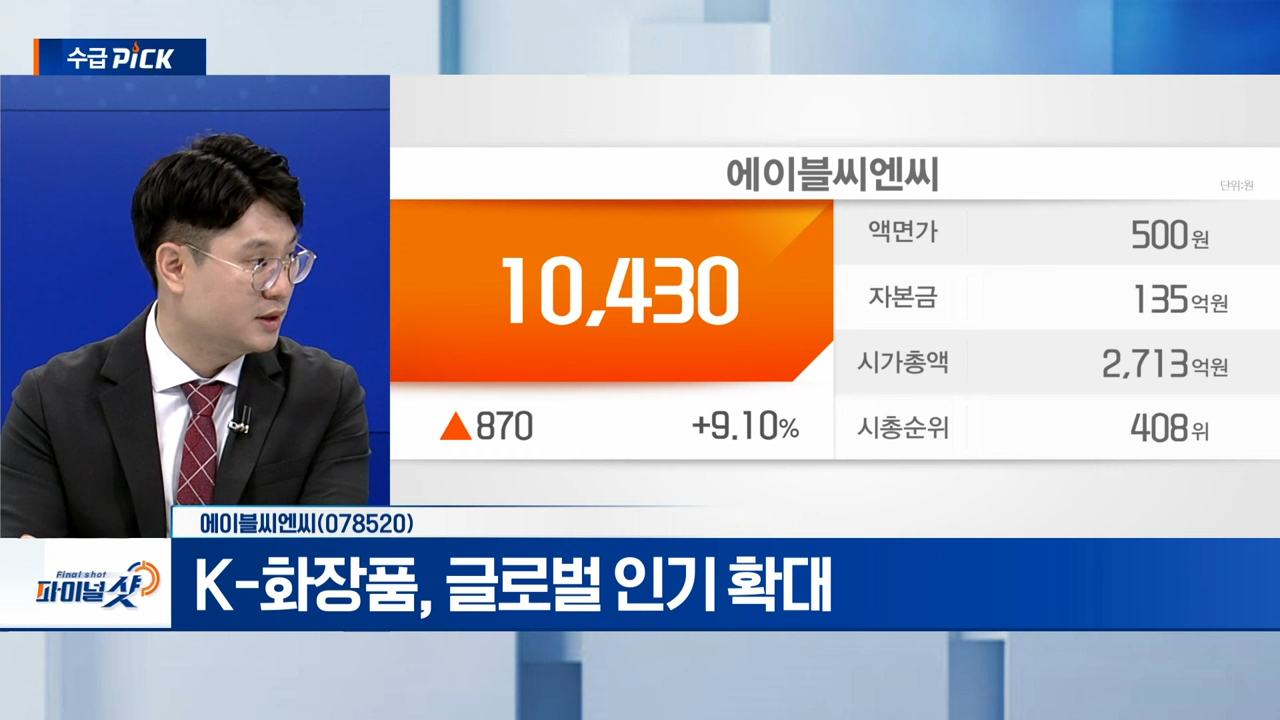 수급 PiCK
에이블씨엔씨
단위:원
10,430
▲870 +9.10%
액면가 500원
자본금 135억원
시가총액 2,713억원
시총순위 408위
에이블씨엔씨(078520)
Final shot
파이널샷
K-화장품, 글로벌 인기 확대